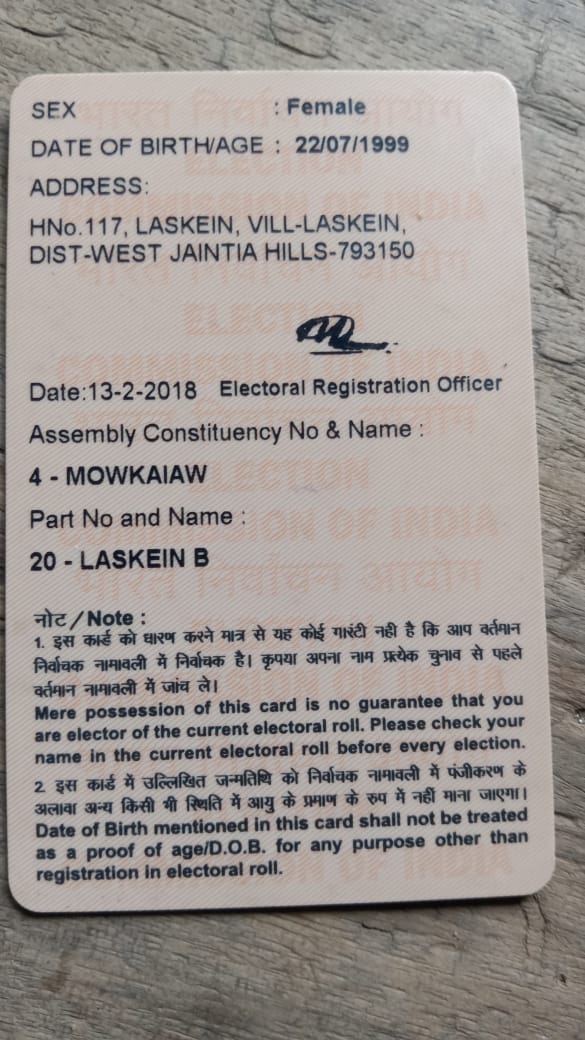 SEX : Female
DATE OF BIRTH/AGE : 22/07/1999
ADDRESS:
HNo.117, LASKEIN, VILL-LASKEIN,
DIST-WEST JAINTIA HILLS-793150
Date:13-2-2018 Electoral Registration Officer
Assembly Constituency No & Name :
4 - MOWKAIAW
Part No and Name :
20 - LASKEIN B
नोट / Note :
1. इस कार्ड को धारण करने मात्र से यह कोई गारंटी नही है कि आप वर्तमान
निर्वाचक नामावली में निर्वाचक है। कृपया अपना नाम प्रत्येक चुनाव से पहले
वर्तमान नामावली में जांच ले।
Mere possession of this card is no guarantee that you
are elector of the current electoral roll. Please check your
name in the current electoral roll before every election.
2. इस कार्ड में उल्लिखित जन्मतिथि को निर्वाचक नामावली में पंजीकरण के
अलावा अन्य किसी भी स्थिति में आयु के प्रमाण के रुप में नहीं माना जाएगा।
Date of Birth mentioned in this card shall not be treated
as a proof of age/D.O.B. for any purpose other than
registration in electoral roll.